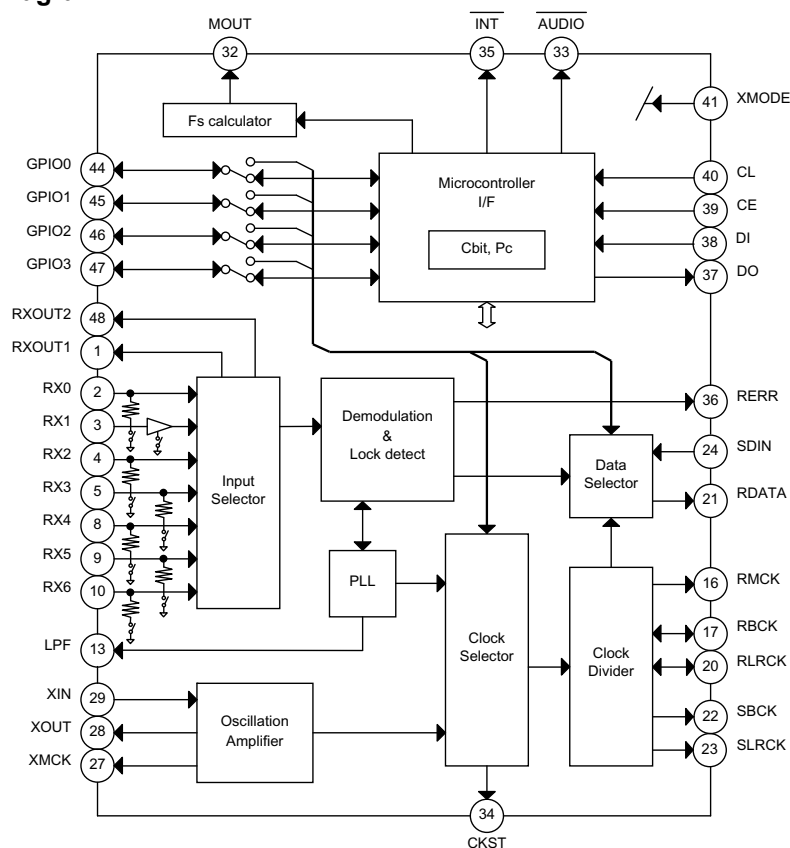 MOUT
INT
AUDIO
32
35
33
Fs calculator
41
XMODE
GPIO0
44
GPIO1
45
GPIO2
46
GPIO3
47
Microcontroller
I/F
Cbit, Pc
40
CL
39
CE
38
DI
37
DO
RXOUT2
48
RXOUT1
1
RX0
2
RX1
3
RX2
4
RX3
5
RX4
8
RX5
9
RX6
10
Input
Selector
Demodulation
&
Lock detect
36
RERR
Data
Selector
24
SDIN
21
RDATA
PLL
LPF
13
Clock
Selector
Clock
Divider
16
RMCK
17
RBCK
20
RLRCK
22
SBCK
23
SLRCK
XIN
29
XOUT
28
XMCK
27
Oscillation
Amplifier
34
CKST